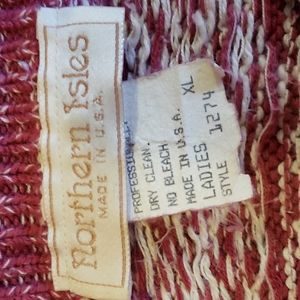 Northern Isles
MADE IN U.S.A.
PROFESSIONALLY
DRY CLEAN.
NO BLEACH
MADE IN U.S.A.
LADIES XL
STYLE 1274